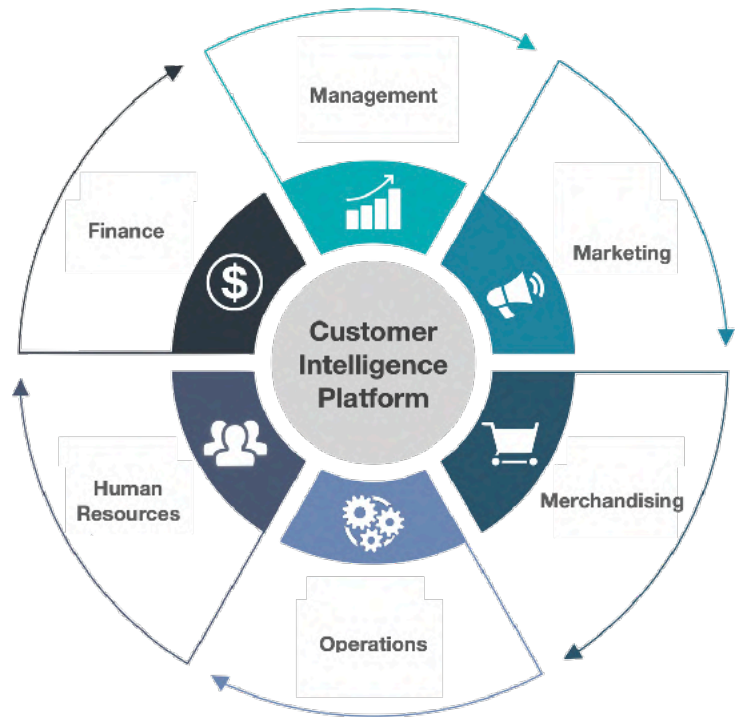 Management
Finance
Marketing
Customer
Intelligence
Platform
$
Human
Resources
Merchandising
Operations